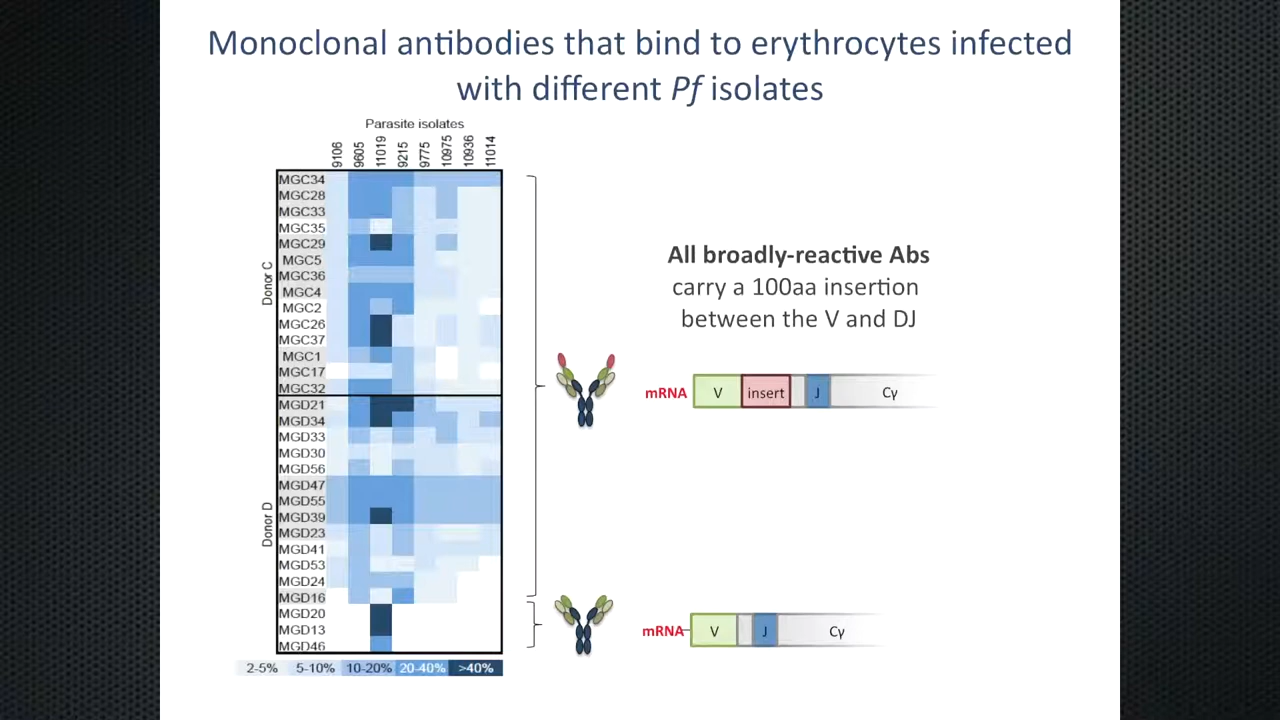 Monoclonal antibodies that bind to erythrocytes infected
with different Pf isolates
Parasite isolates
9106 9605 11019 9215 9775 10975 10936 11014
Donor C
MGC34
MGC28
MGC33
MGC35
MGC29
MGC5
MGC36
MGC4
MGC2
MGC26
MGC37
MGC1
MGC17
MGC32
Donor D
MGD21
MGD34
MGD33
MGD30
MGD56
MGD47
MGD55
MGD39
MGD23
MGD41
MGD53
MGD24
MGD16
MGD20
MGD13
MGD46
2-5% 5-10% 10-20% 20-40% >40%
All broadly-reactive Abs
carry a 100aa insertion
between the V and DJ
mRNA V insert J Cγ
mRNA V J Cγ